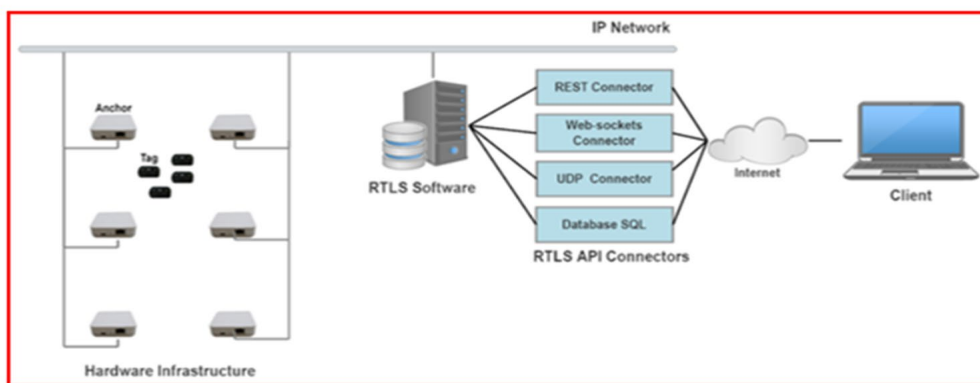 IP Network
Anchor
Tag
Hardware Infrastructure
RTLS Software
REST Connector
Web-sockets
Connector
UDP Connector
Database SQL
RTLS API Connectors
Internet
Client